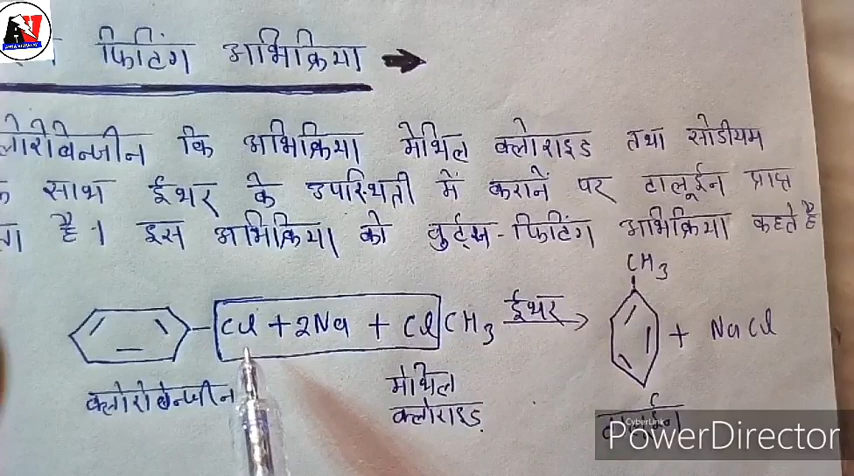 फिटिंग अभिक्रिया →
लोरोबेन्जीन कि अभिक्रिया मेथिल क्लोराइड तथा सोडीयम
साथ ईथर के उपस्थिती में करानें पर टालूईन प्राप्त
है । इस अभिक्रिया को वुर्ट्स-फिटिंग अभिक्रिया कहते है
CH3
Cl + 2Na + Cl CH3 ईथर → + NaCl
क्लोरोबेन्जीन मेथिल
क्लोराइड
CyberLink
PowerDirector